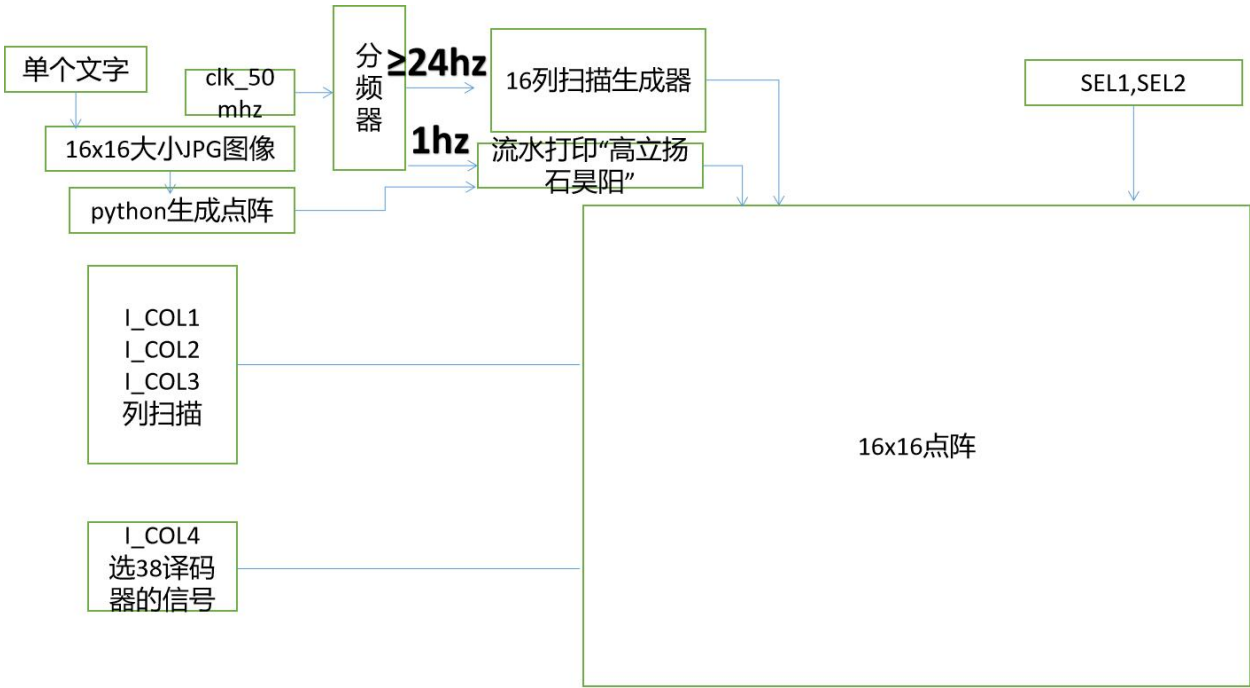 单个文字
16x16大小JPG图像
python生成点阵
clk_50
mhz
分
频
器
≥24hz
1hz
16列扫描生成器
流水打印“高立扬
石昊阳”
SEL1,SEL2
I_COL1
I_COL2
I_COL3
列扫描
I_COL4
选38译码
器的信号
16x16点阵